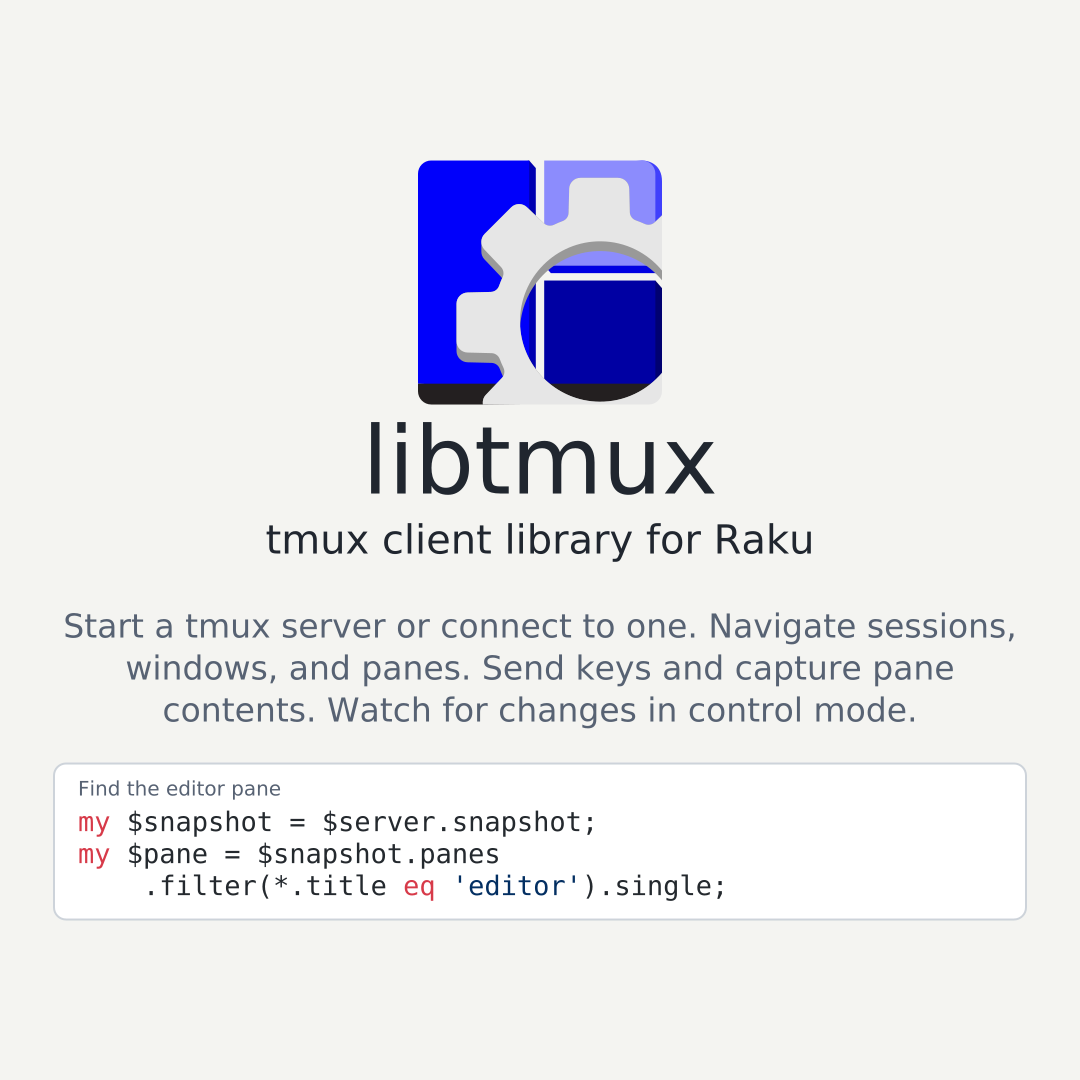 libtmux
tmux client library for Raku
Start a tmux server or connect to one. Navigate sessions,
windows, and panes. Send keys and capture pane
contents. Watch for changes in control mode.
Find the editor pane
my $snapshot = $server.snapshot;
my $pane = $snapshot.panes
    .filter(*.title eq 'editor').single;